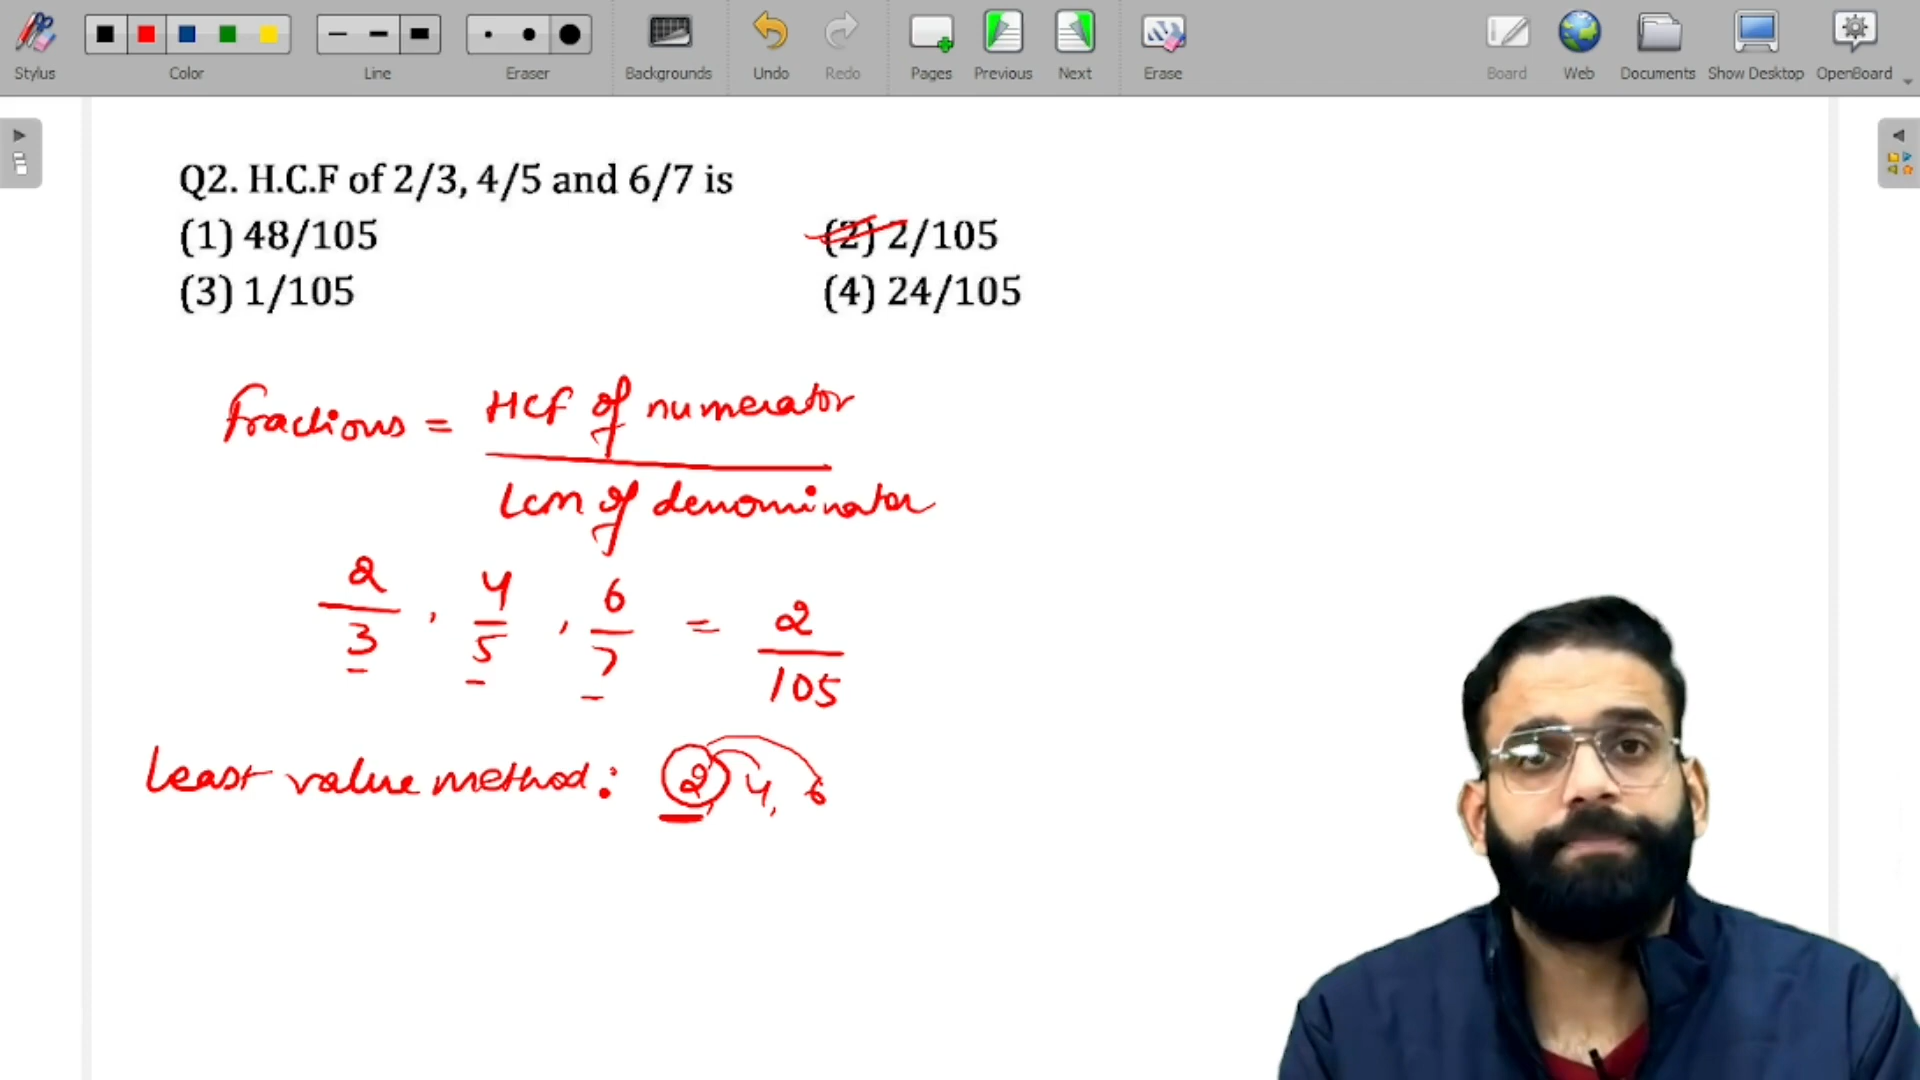 Stylus Color Line Eraser Backgrounds Undo Redo Pages Previous Next Erase Board Web Documents Show Desktop OpenBoard
Q2. H.C.F of 2/3, 4/5 and 6/7 is
(1) 48/105 (2) 2/105
(3) 1/105 (4) 24/105
fractions = HCF of numerator
LCM of denominator
2/3 , 4/5 , 6/7 = 2/105
Least value method : 2, 4, 6